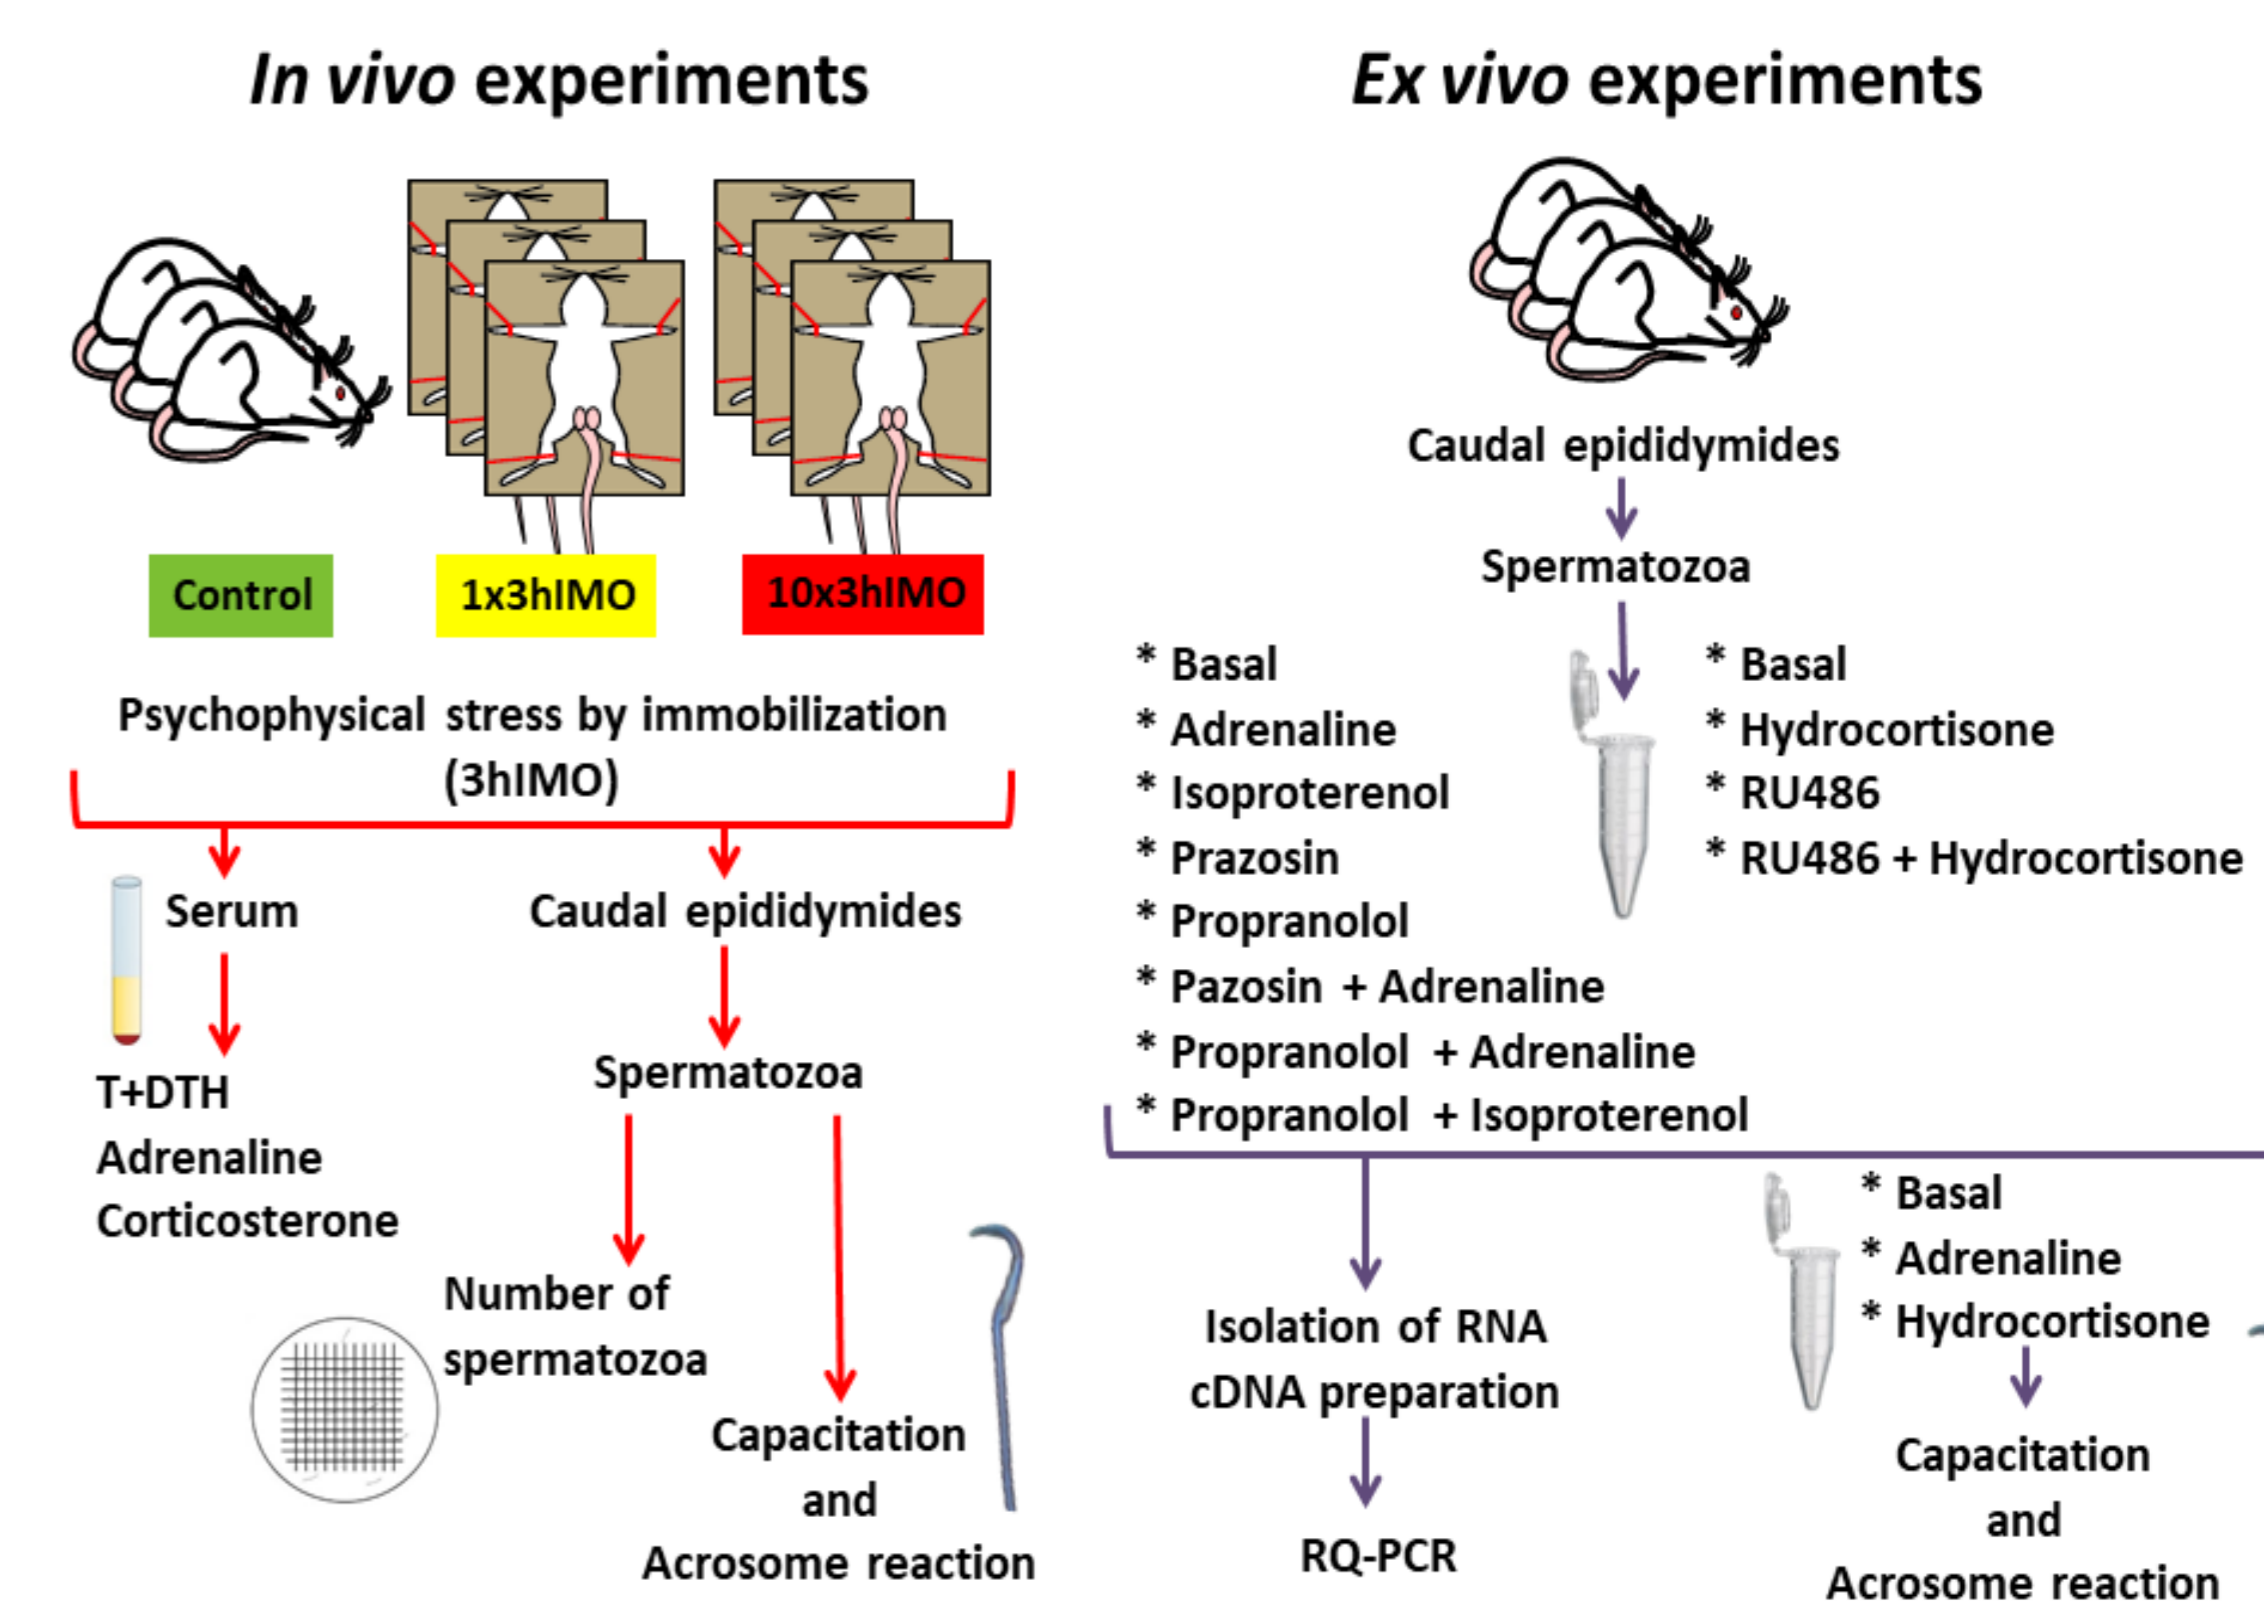 In vivo experiments
Control
1x3hIMO
10x3hIMO
Psychophysical stress by immobilization
(3hIMO)
Serum
T+DTH
Adrenaline
Corticosterone
Caudal epididymides
Spermatozoa
Number of
spermatozoa
Capacitation
and
Acrosome reaction
Ex vivo experiments
Caudal epididymides
Spermatozoa
* Basal
* Adrenaline
* Isoproterenol
* Prazosin
* Propranolol
* Pazosin + Adrenaline
* Propranolol + Adrenaline
* Propranolol + Isoproterenol
* Basal
* Hydrocortisone
* RU486
* RU486 + Hydrocortisone
Isolation of RNA
cDNA preparation
RQ-PCR
* Basal
* Adrenaline
* Hydrocortisone
Capacitation
and
Acrosome reaction